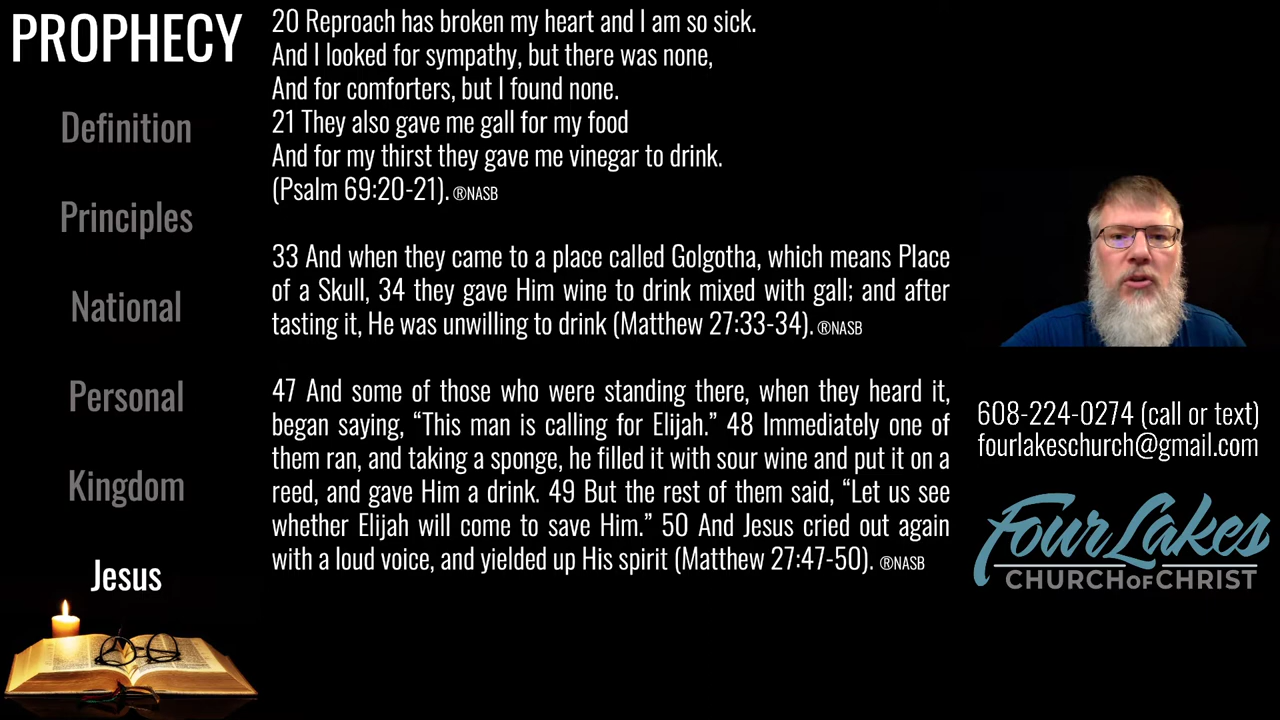 PROPHECY
Definition
Principles
National
Personal
Kingdom
Jesus
20 Reproach has broken my heart and I am so sick.
And I looked for sympathy, but there was none,
And for comforters, but I found none.
21 They also gave me gall for my food
And for my thirst they gave me vinegar to drink.
(Psalm 69:20-21). ®NASB
33 And when they came to a place called Golgotha, which means Place
of a Skull, 34 they gave Him wine to drink mixed with gall; and after
tasting it, He was unwilling to drink (Matthew 27:33-34). ®NASB
47 And some of those who were standing there, when they heard it,
began saying, “This man is calling for Elijah.” 48 Immediately one of
them ran, and taking a sponge, he filled it with sour wine and put it on a
reed, and gave Him a drink. 49 But the rest of them said, “Let us see
whether Elijah will come to save Him.” 50 And Jesus cried out again
with a loud voice, and yielded up His spirit (Matthew 27:47-50). ®NASB
608-224-0274 (call or text)
fourlakeschurch@gmail.com
Four Lakes
CHURCH OF CHRIST